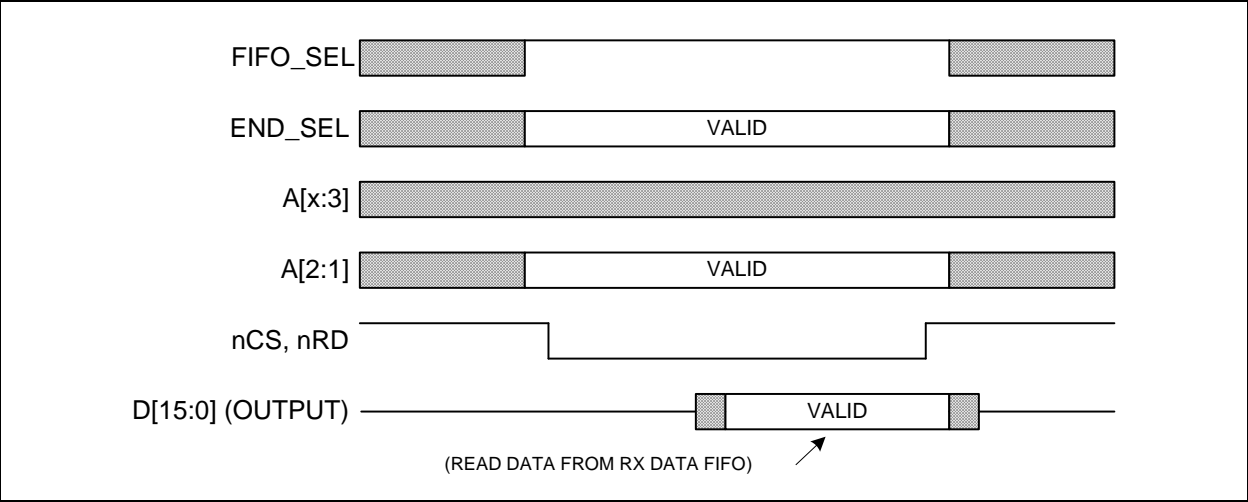 FIFO_SEL
END_SEL VALID
A[x:3]
A[2:1] VALID
nCS, nRD
D[15:0] (OUTPUT) VALID
(READ DATA FROM RX DATA FIFO)